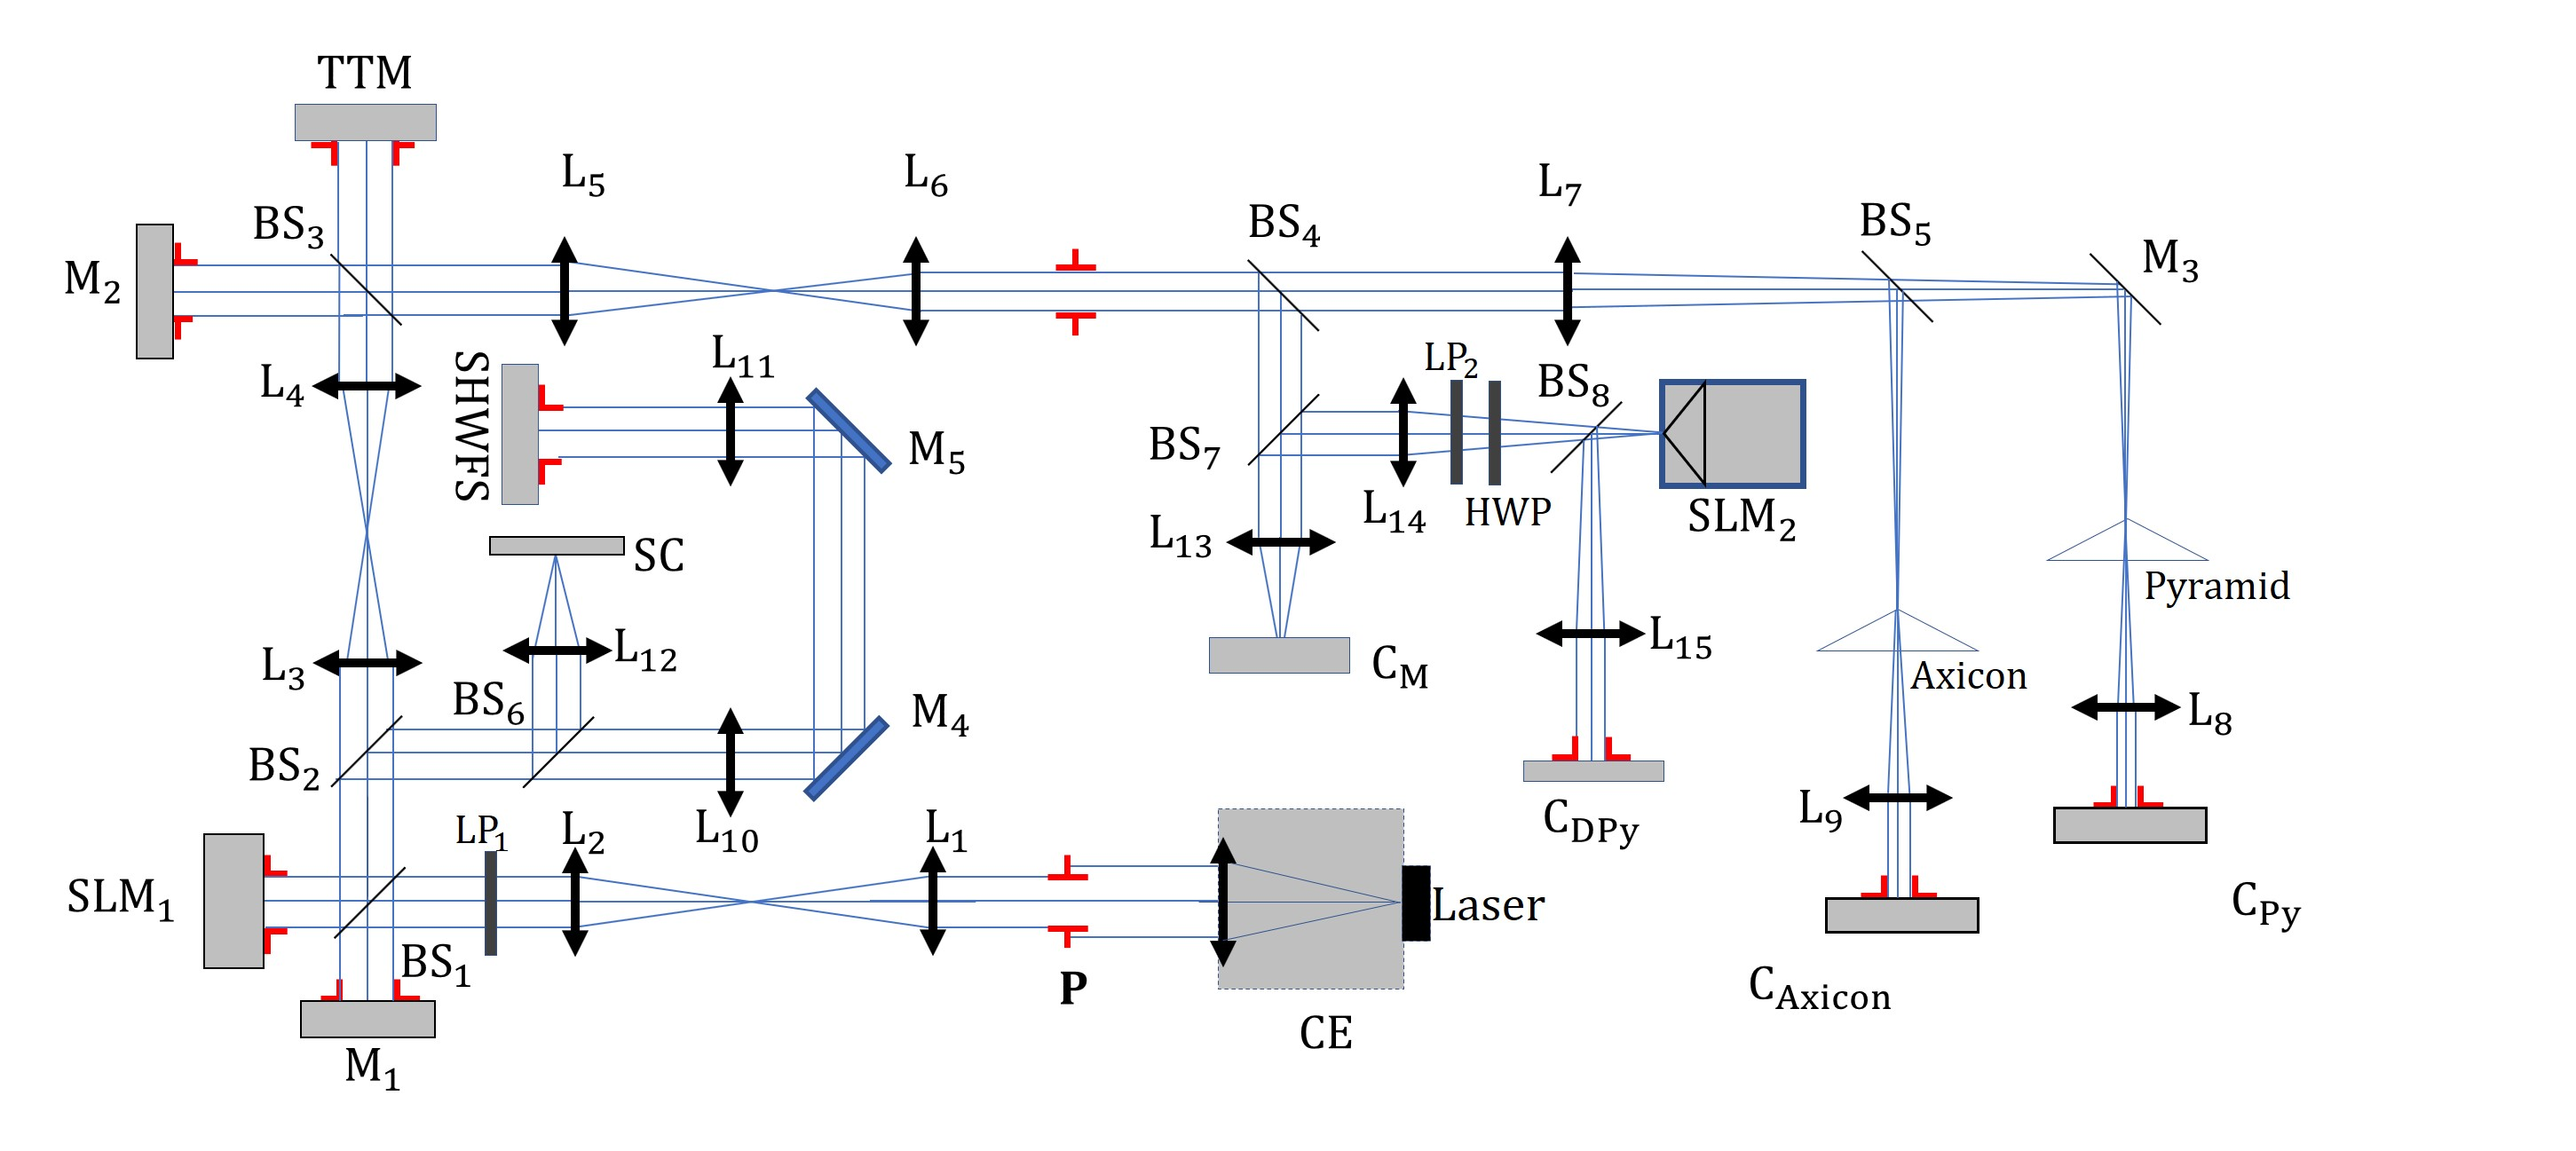 TTM
L5
L6
L7
BS3
BS4
BS5
M2
M3
L4
SHWFS
L11
LP2
BS8
M5
BS7
L14
HWP
SLM2
SC
L13
Pyramid
L3
L12
L15
CM
Axicon
BS6
M4
L8
BS2
LP1
L2
L10
L1
CDPy
L9
SLM1
Laser
CPy
BS1
P
CAxicon
CE
M1